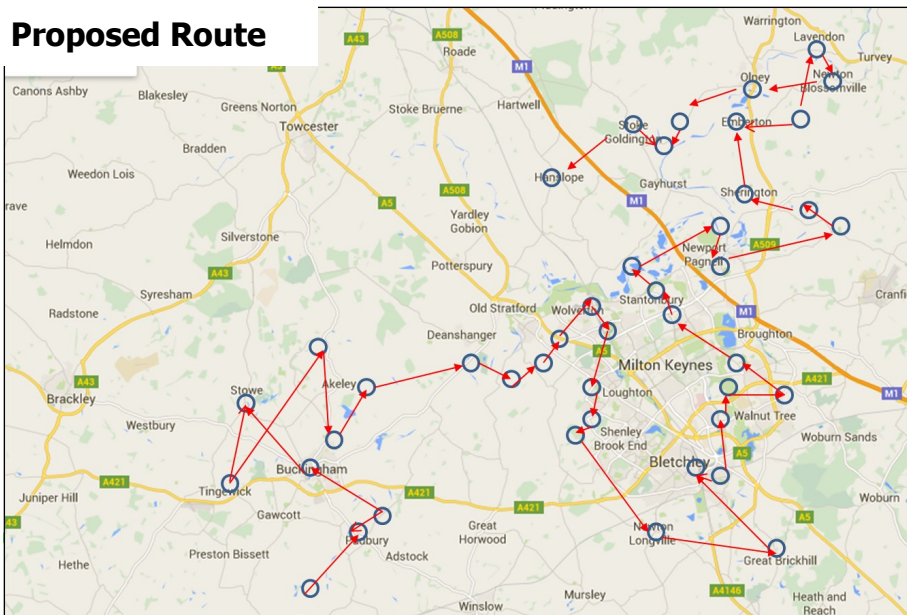 Proposed Route
Warrington
Lavendon
A43
A508
Roade
Turvey
M1
Olney
Newton
Blossomville
Canons Ashby
Blakesley
Greens Norton
Stoke Bruerne
Hartwell
Towcester
Stoke
Goldington
Emberton
Bradden
A43
Weedon Lois
Hanslope
Gayhurst
Sherington
A5
A508
M1
Yardley
Gobion
Silverstone
Helmdon
Newport
Pagnell
A509
Potterspury
A43
Syresham
Old Stratford
Stantonbury
Radstone
Wolverton
M1
Deanshanger
Broughton
A5
Milton Keynes
A43
Brackley
Stowe
Akeley
Loughton
A421
M1
Walnut Tree
Westbury
Shenley
Brook End
Woburn Sands
A5
Buckingham
Bletchley
A421
Tingewick
A421
Juniper Hill
Woburn
A421
Gawcott
A5
43
Great
Horwood
Newton
Longville
Padbury
Preston Bissett
Adstock
Hethe
Great Brickhill
Mursley
A4146
Heath and
Reach
Winslow